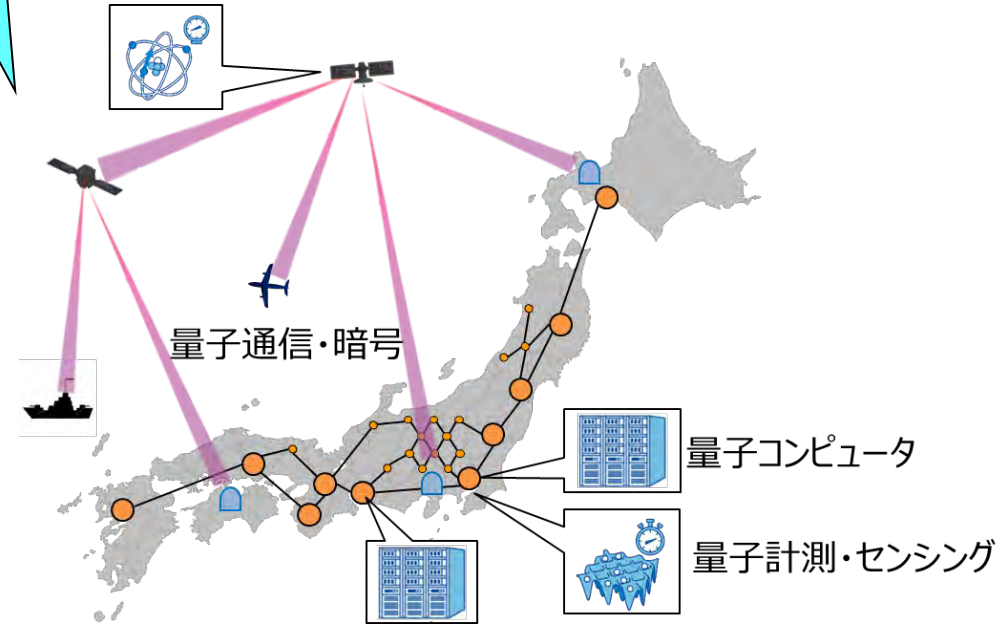 量子通信・暗号
量子コンピュータ
量子計測・センシング